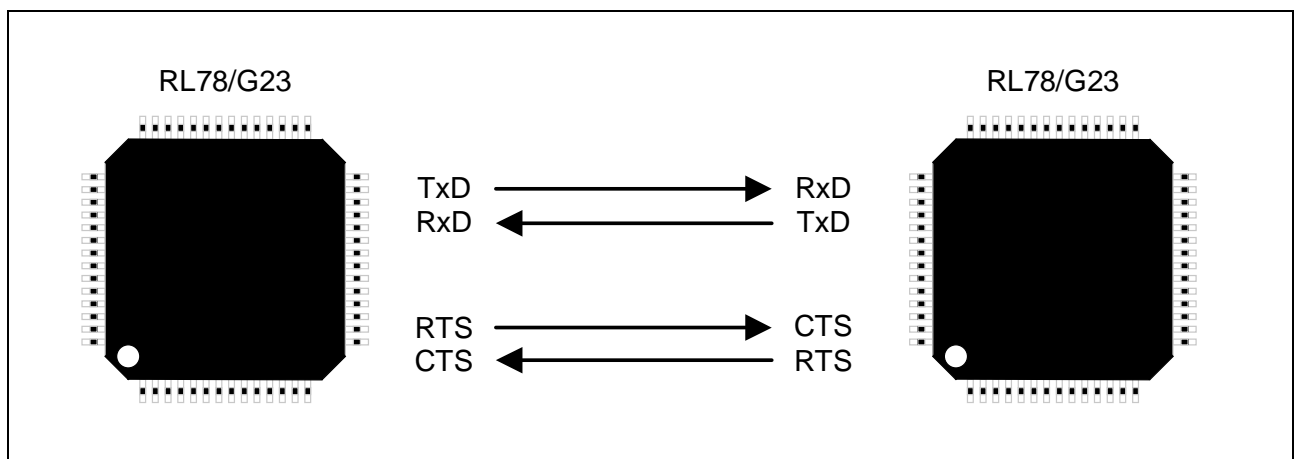 RL78/G23 RL78/G23
TxD RxD
RxD TxD
RTS CTS
CTS RTS